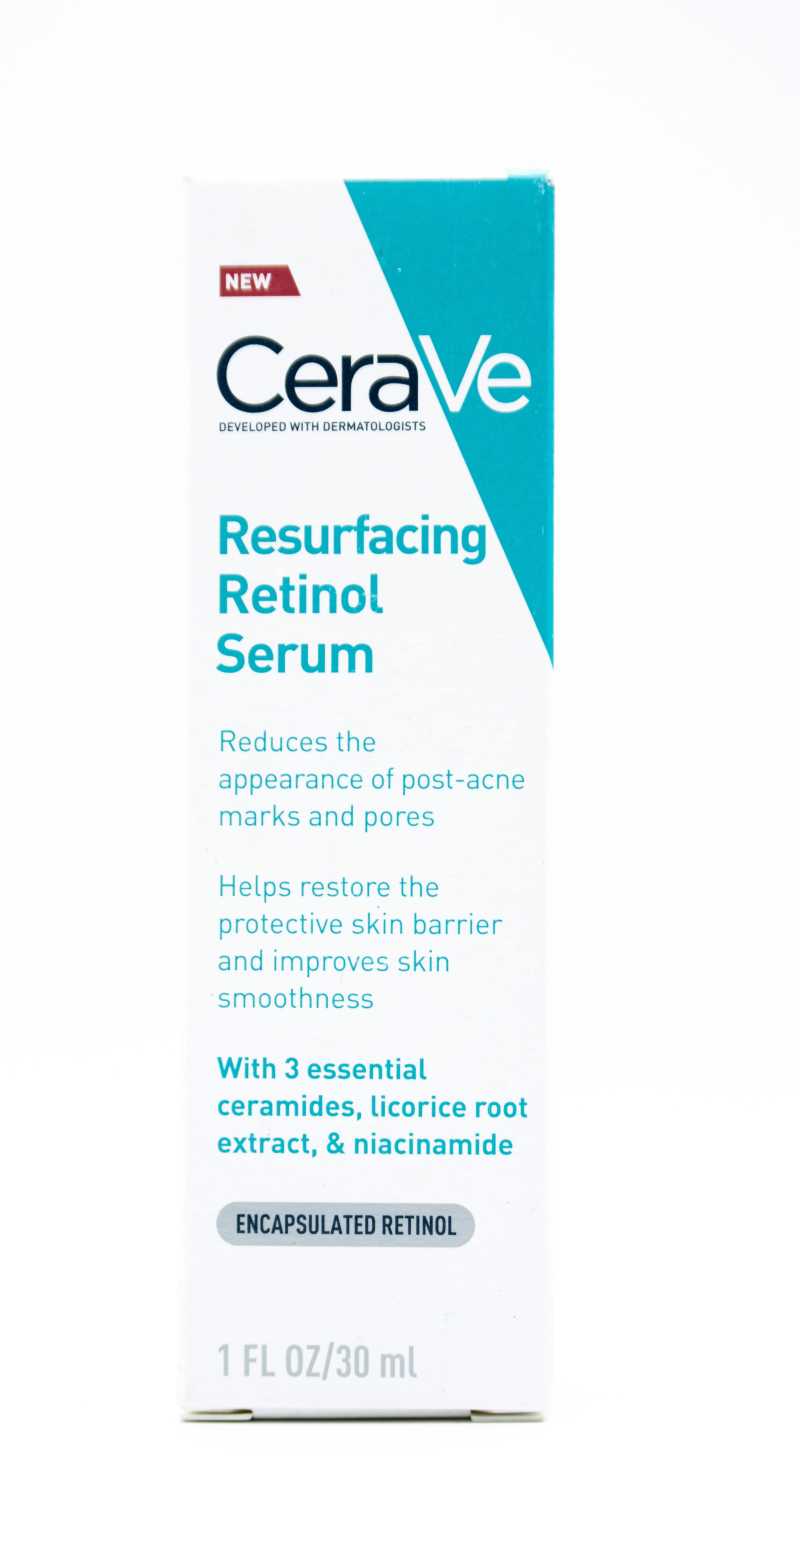 NEW
CeraVe
DEVELOPED WITH DERMATOLOGISTS
Resurfacing
Retinol
Serum
Reduces the
appearance of post-acne
marks and pores
Helps restore the
protective skin barrier
and improves skin
smoothness
With 3 essential
ceramides, licorice root
extract, & niacinamide
ENCAPSULATED RETINOL
1 FL OZ/30 ml